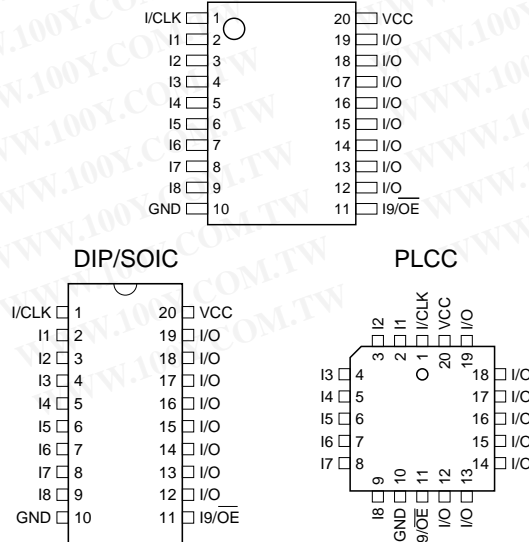 I/CLK 1 20 VCC
I1 2 19 I/O
I2 3 18 I/O
I3 4 17 I/O
I4 5 16 I/O
I5 6 15 I/O
I6 7 14 I/O
I7 8 13 I/O
I8 9 12 I/O
GND 10 11 I9/OE
DIP/SOIC
I/CLK 1 20 VCC
I1 2 19 I/O
I2 3 18 I/O
I3 4 17 I/O
I4 5 16 I/O
I5 6 15 I/O
I6 7 14 I/O
I7 8 13 I/O
I8 9 12 I/O
GND 10 11 I9/OE
PLCC
I2 I1 I/CLK VCC I/O
3 2 1 20 19
I3 4 18 I/O
I4 5 17 I/O
I5 6 16 I/O
I6 7 15 I/O
I7 8 14 I/O
9 10 11 12 13
I8 GND 9/OE I/O I/O
WWW.100Y.COM.TW